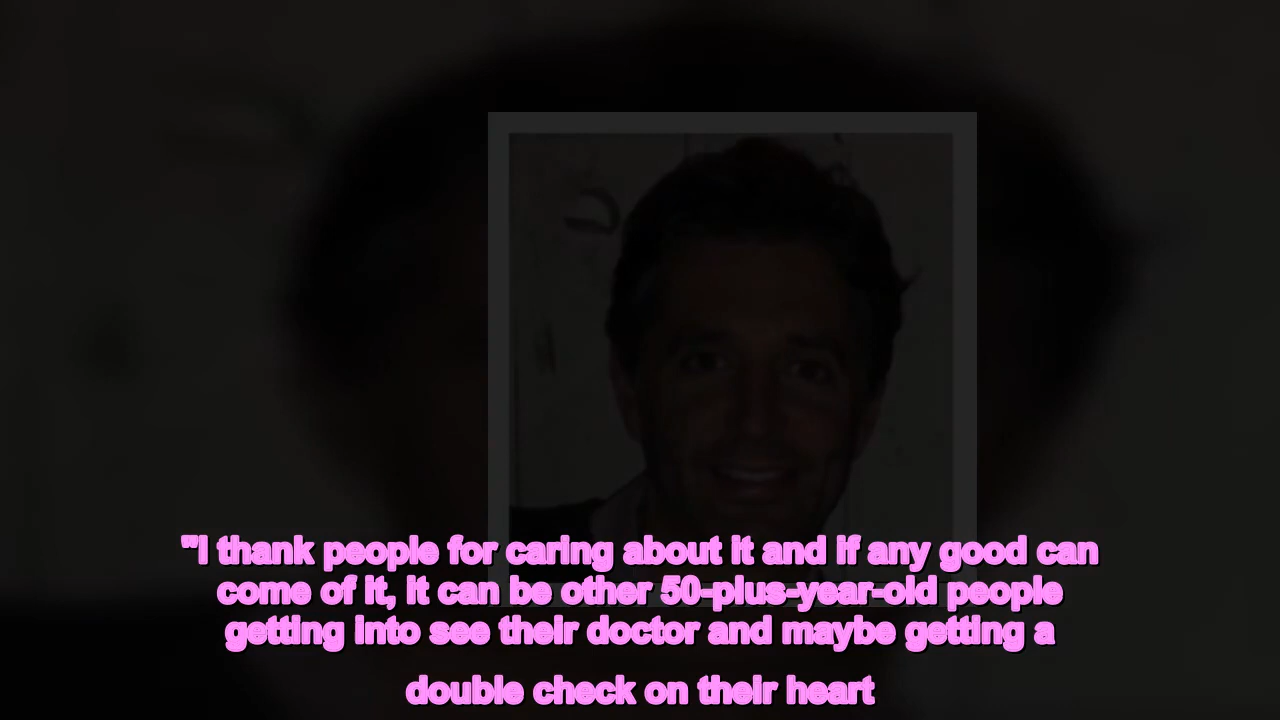 "I thank people for caring about it and if any good can
come of it, it can be other 50-plus-year-old people
getting into see their doctor and maybe getting a
double check on their heart